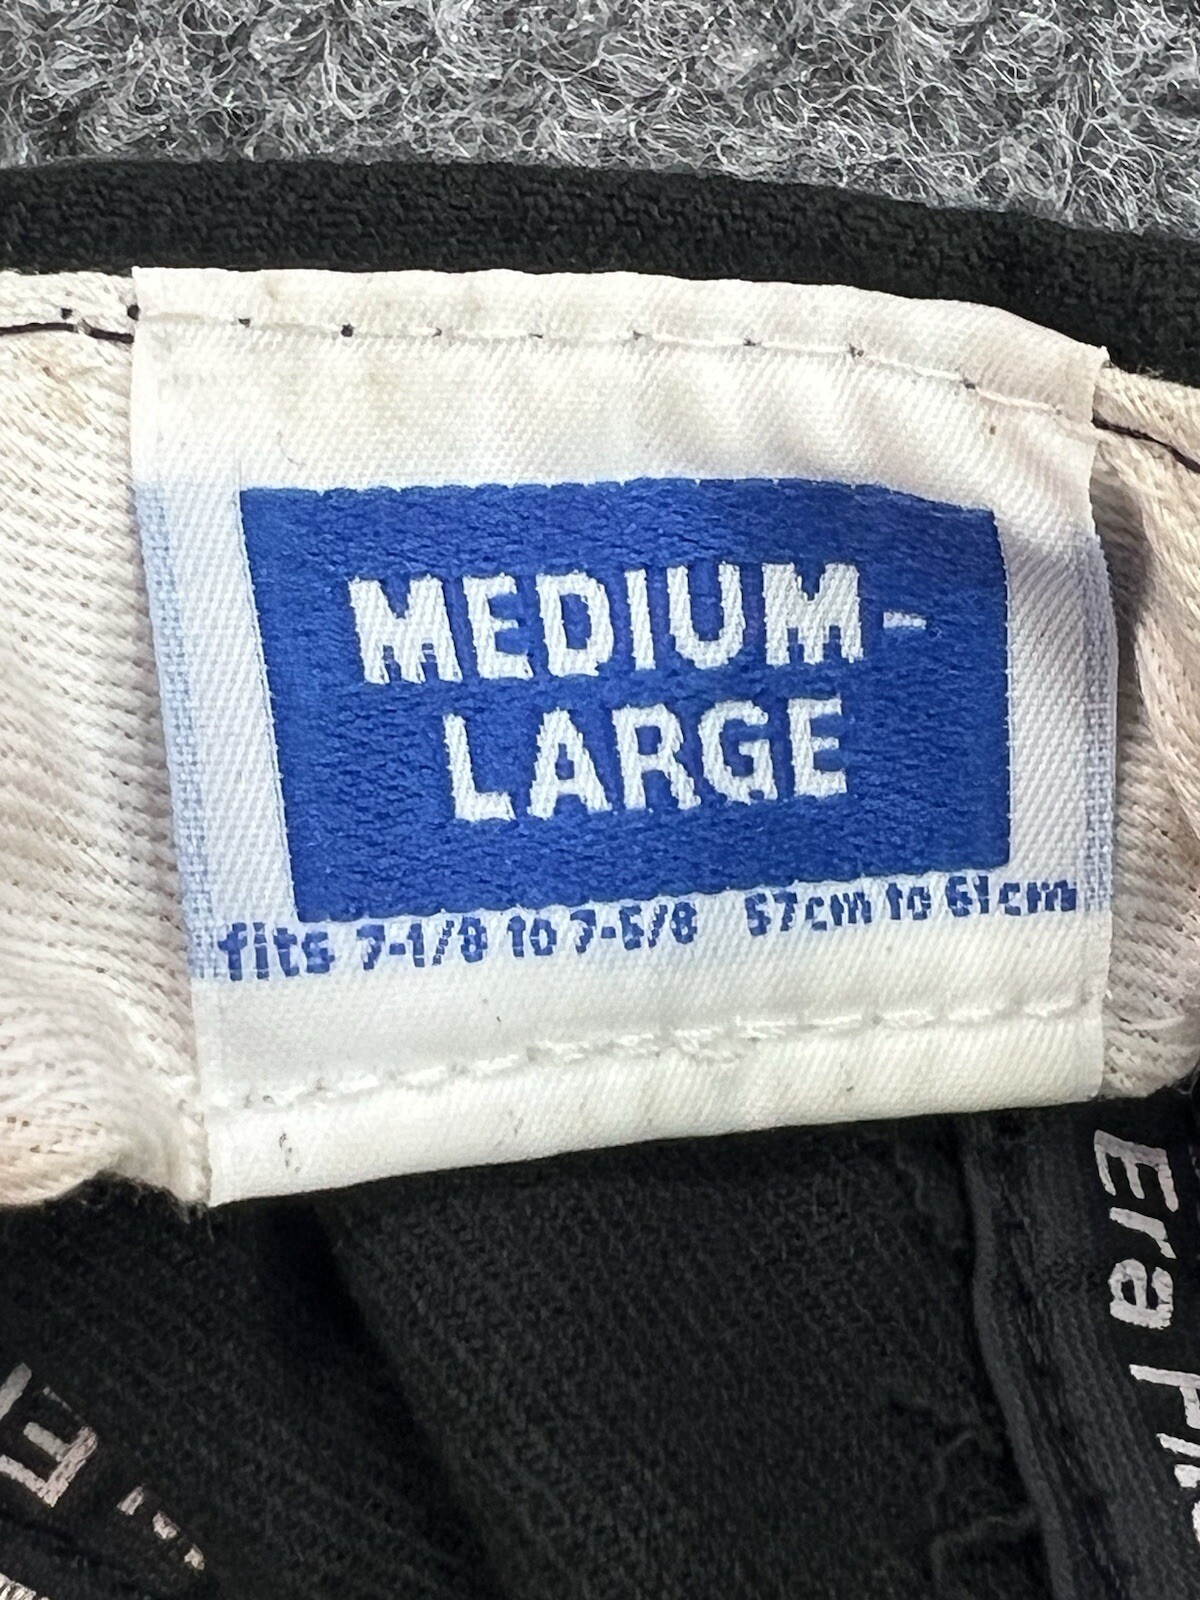 MEDIUM-
LARGE
fits 7-1/8 to 7-5/8 57cm to 61cm
Era